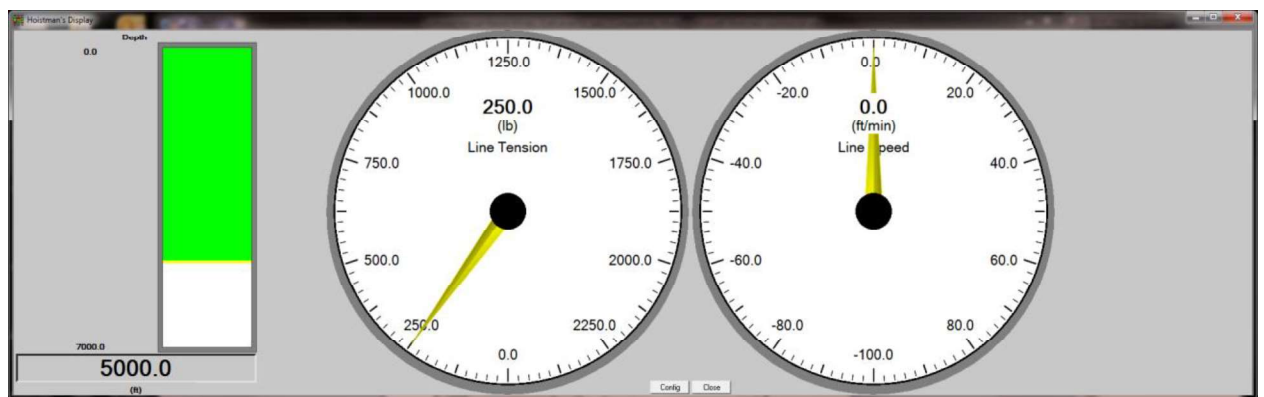 Hoistman's Display
Depth
0.0
7000.0
5000.0
(ft)
1250.0
1000.0
1500.0
250.0
(lb)
Line Tension
750.0
1750.0
500.0
2000.0
250.0
2250.0
0.0
0.0
-20.0
20.0
0.0
(ft/min)
Line Speed
-40.0
40.0
-60.0
60.0
-80.0
80.0
-100.0
Config
Close